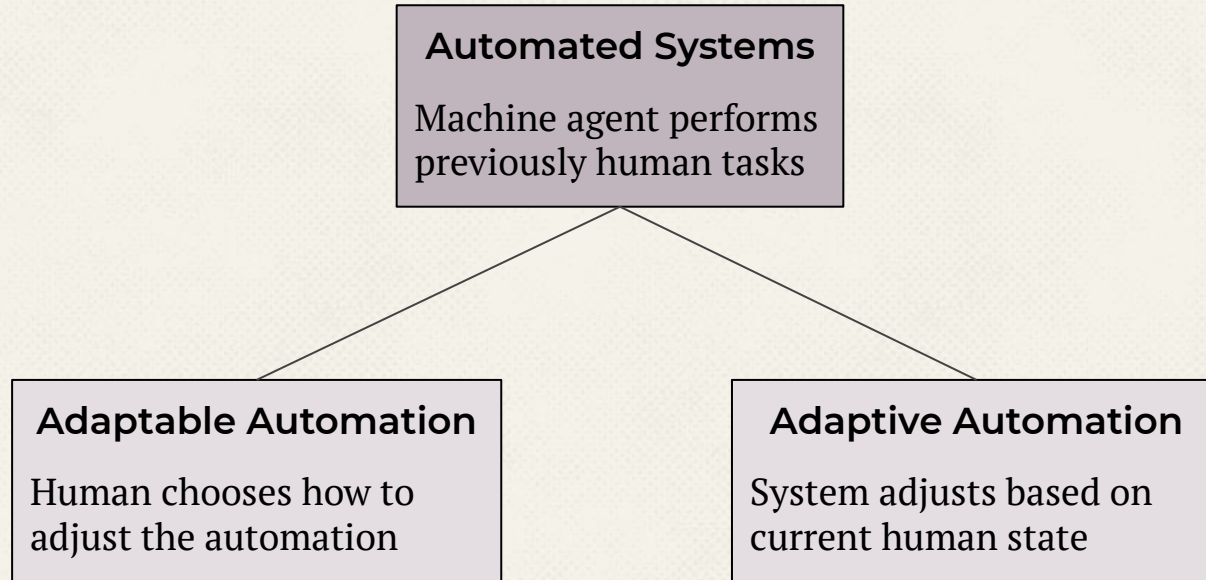 Automated Systems
Machine agent performs
previously human tasks
Adaptable Automation
Human chooses how to
adjust the automation
Adaptive Automation
System adjusts based on
current human state